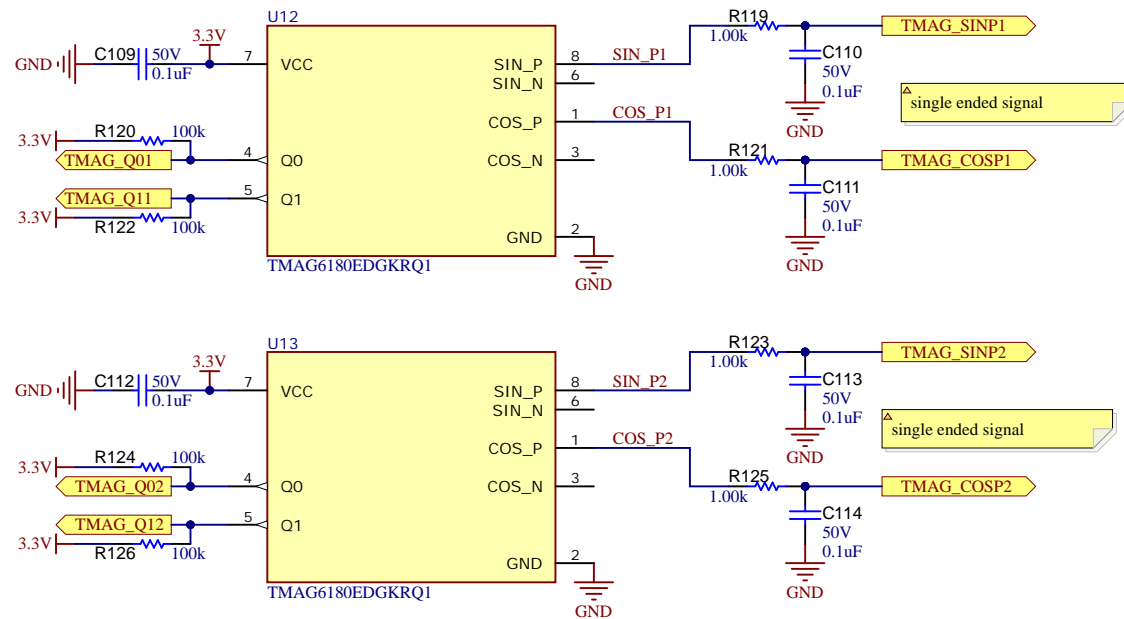 U12
R119
TMAG_SINP1
1.00k
3.3V
C109
50V
0.1uF
GND
7
VCC
SIN_P
8
SIN_P1
SIN_N
6
C110
50V
0.1uF
GND
single ended signal
COS_P
1
COS_P1
R120
100k
3.3V
TMAG_Q01
4
Q0
COS_N
3
R121
1.00k
TMAG_COSP1
TMAG_Q11
5
Q1
3.3V
R122
100k
C111
50V
0.1uF
GND
GND
2
GND
TMAG6180EDGKRQ1
U13
R123
TMAG_SINP2
1.00k
3.3V
C112
50V
0.1uF
GND
7
VCC
SIN_P
8
SIN_P2
SIN_N
6
C113
50V
0.1uF
GND
single ended signal
COS_P
1
COS_P2
R124
100k
3.3V
TMAG_Q02
4
Q0
COS_N
3
R125
1.00k
TMAG_COSP2
TMAG_Q12
5
Q1
3.3V
R126
100k
C114
50V
0.1uF
GND
GND
2
GND
TMAG6180EDGKRQ1